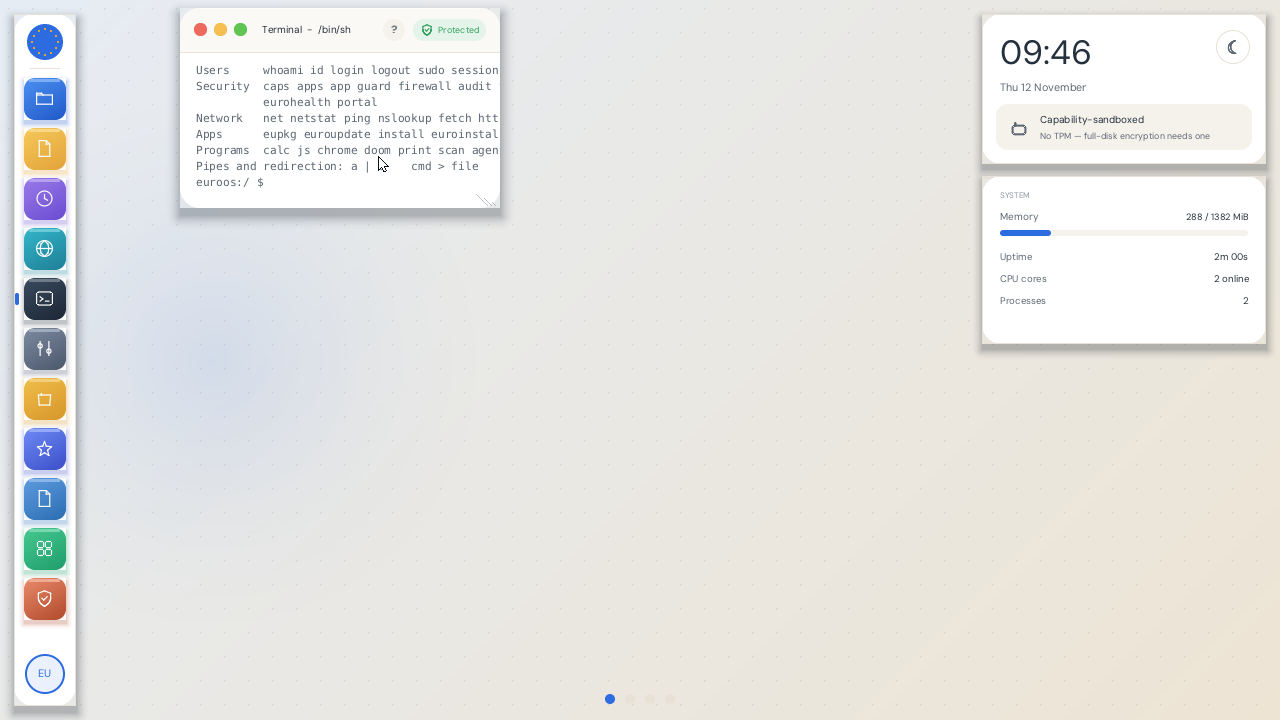 Terminal - /bin/sh
?
Protected
Users whoami id login logout sudo session
Security caps apps app guard firewall audit
eurohealth portal
Network net netstat ping nslookup fetch htt
Apps eupkg euroupdate install euroinstal
Programs calc js chrome doom print scan agen
Pipes and redirection: a | cmd > file
euroos:/ $
09:46
Thu 12 November
Capability-sandboxed
No TPM — full-disk encryption needs one
SYSTEM
Memory 288 / 1382 MiB
Uptime 2m 00s
CPU cores 2 online
Processes 2
EU